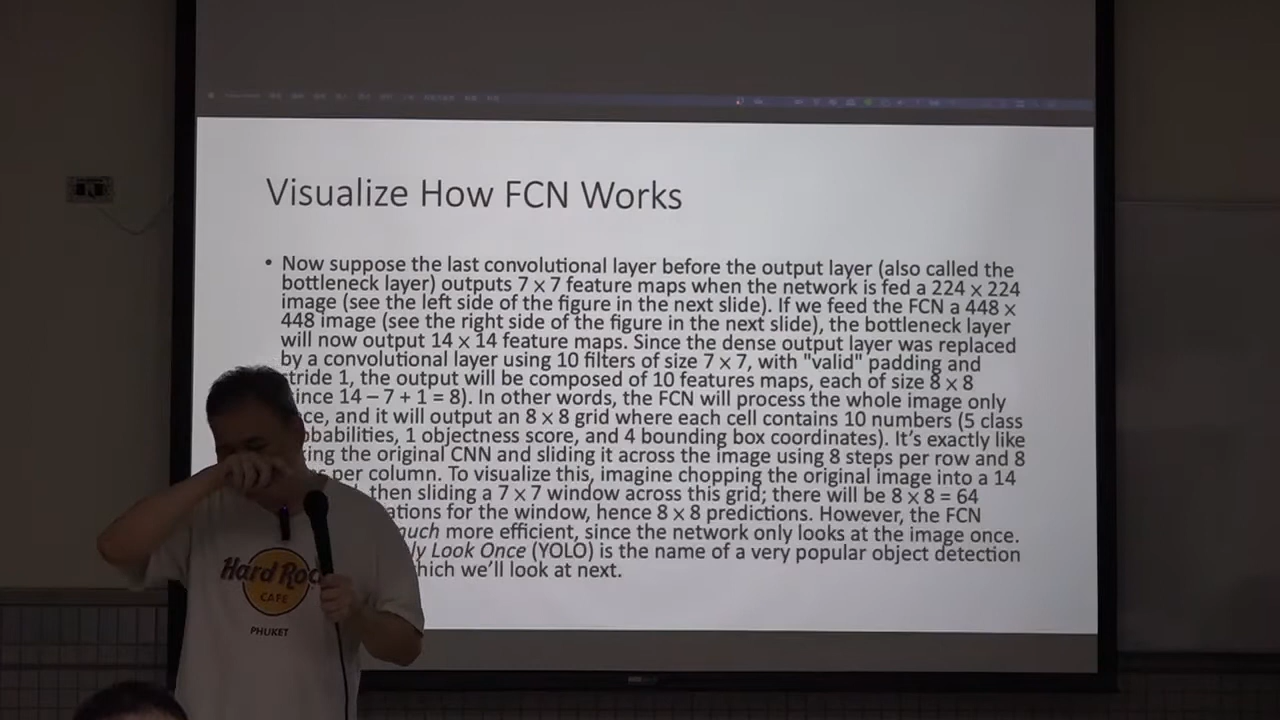 Visualize How FCN Works
• Now suppose the last convolutional layer before the output layer (also called the
bottleneck layer) outputs 7 × 7 feature maps when the network is fed a 224 × 224
image (see the left side of the figure in the next slide). If we feed the FCN a 448 ×
448 image (see the right side of the figure in the next slide), the bottleneck layer
will now output 14 × 14 feature maps. Since the dense output layer was replaced
by a convolutional layer using 10 filters of size 7 × 7, with "valid" padding and
tride 1, the output will be composed of 10 features maps, each of size 8 × 8
ince 14 – 7 + 1 = 8). In other words, the FCN will process the whole image only
ce, and it will output an 8 × 8 grid where each cell contains 10 numbers (5 class
babilities, 1 objectness score, and 4 bounding box coordinates). It's exactly like
king the original CNN and sliding it across the image using 8 steps per row and 8
per column. To visualize this, imagine chopping the original image into a 14
then sliding a 7 × 7 window across this grid; there will be 8 × 8 = 64
ations for the window, hence 8 × 8 predictions. However, the FCN
much more efficient, since the network only looks at the image once.
ly Look Once (YOLO) is the name of a very popular object detection
hich we'll look at next.
Hard Roc
CAFE
PHUKET